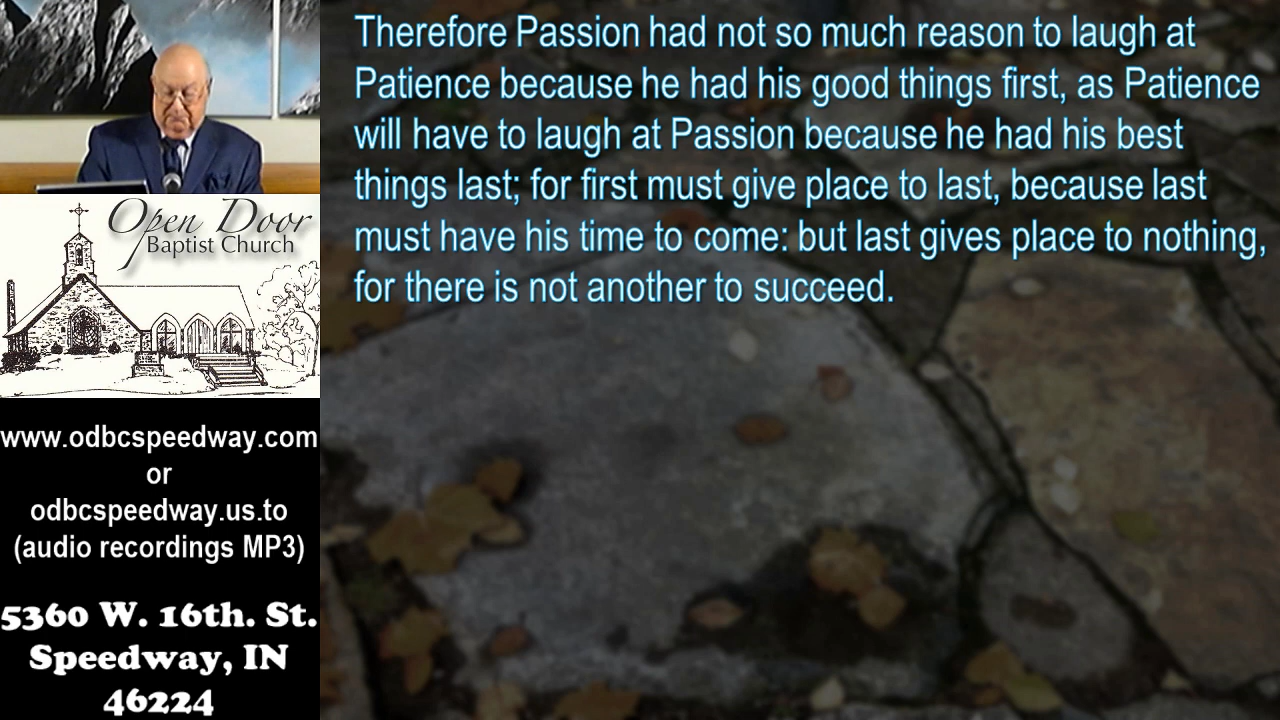 Therefore Passion had not so much reason to laugh at
Patience because he had his good things first, as Patience
will have to laugh at Passion because he had his best
things last; for first must give place to last, because last
must have his time to come: but last gives place to nothing,
for there is not another to succeed.
Open Door
Baptist Church
www.odbcspeedway.com
or
odbcspeedway.us.to
(audio recordings MP3)
5360 W. 16th. St.
Speedway, IN
46224